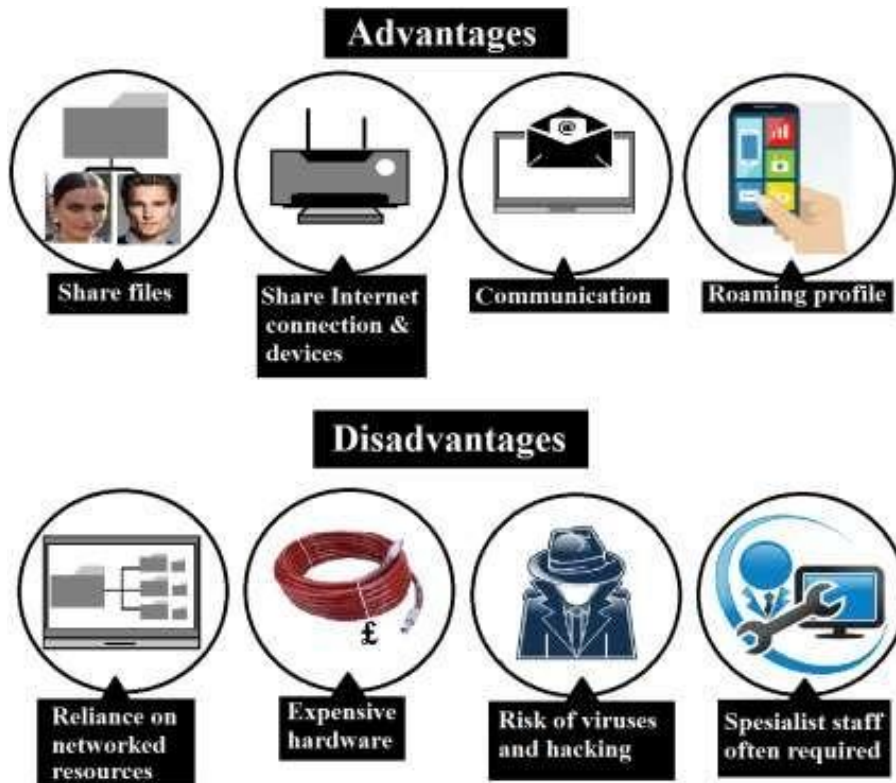 Advantages
@
Share files
Share Internet
connection &
devices
Communication
Roaming profile
Disadvantages
£
Reliance on
networked
resources
Expensive
hardware
Risk of viruses
and hacking
Spesialist staff
often required